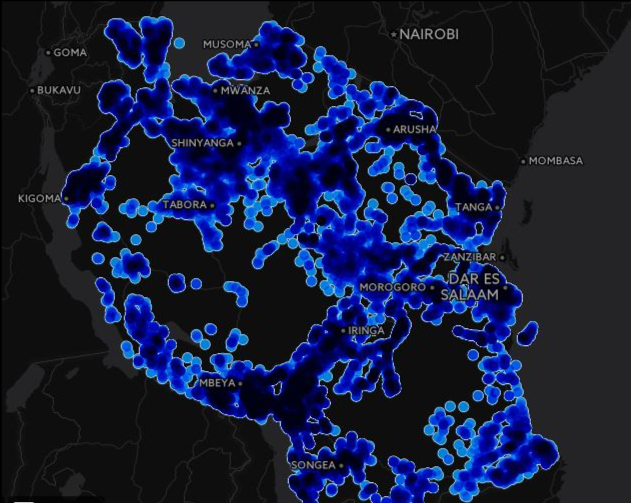 NAIROBI
MUSOMA
GOMA
BUKAVU
MWANZA
ARUSHA
SHINYANGA
MOMBASA
KIGOMA
TABORA
TANGA
ZANZIBAR
DAR ES
SALAAM
MOROGORO
IRINGA
MBEYA
SONGEA